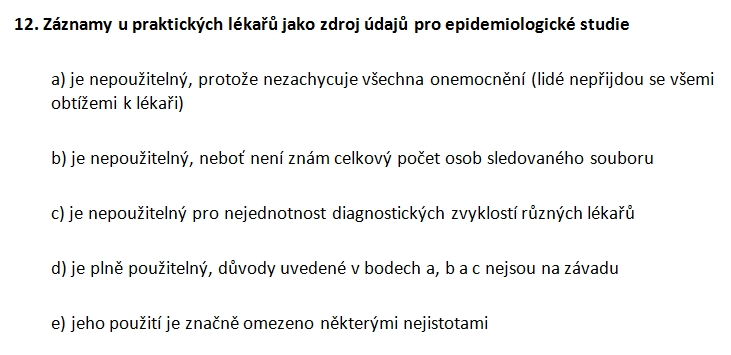 12. Záznamy u praktických lékařů jako zdroj údajů pro epidemiologické studie
a) je nepoužitelný, protože nezachycuje všechna onemocnění (lidé nepřijdou se všemi
obtížemi k lékaři)
b) je nepoužitelný, neboť není znám celkový počet osob sledovaného souboru
c) je nepoužitelný pro nejednotnost diagnostických zvyklostí různých lékařů
d) je plně použitelný, důvody uvedené v bodech a, b a c nejsou na závadu
e) jeho použití je značně omezeno některými nejistotami